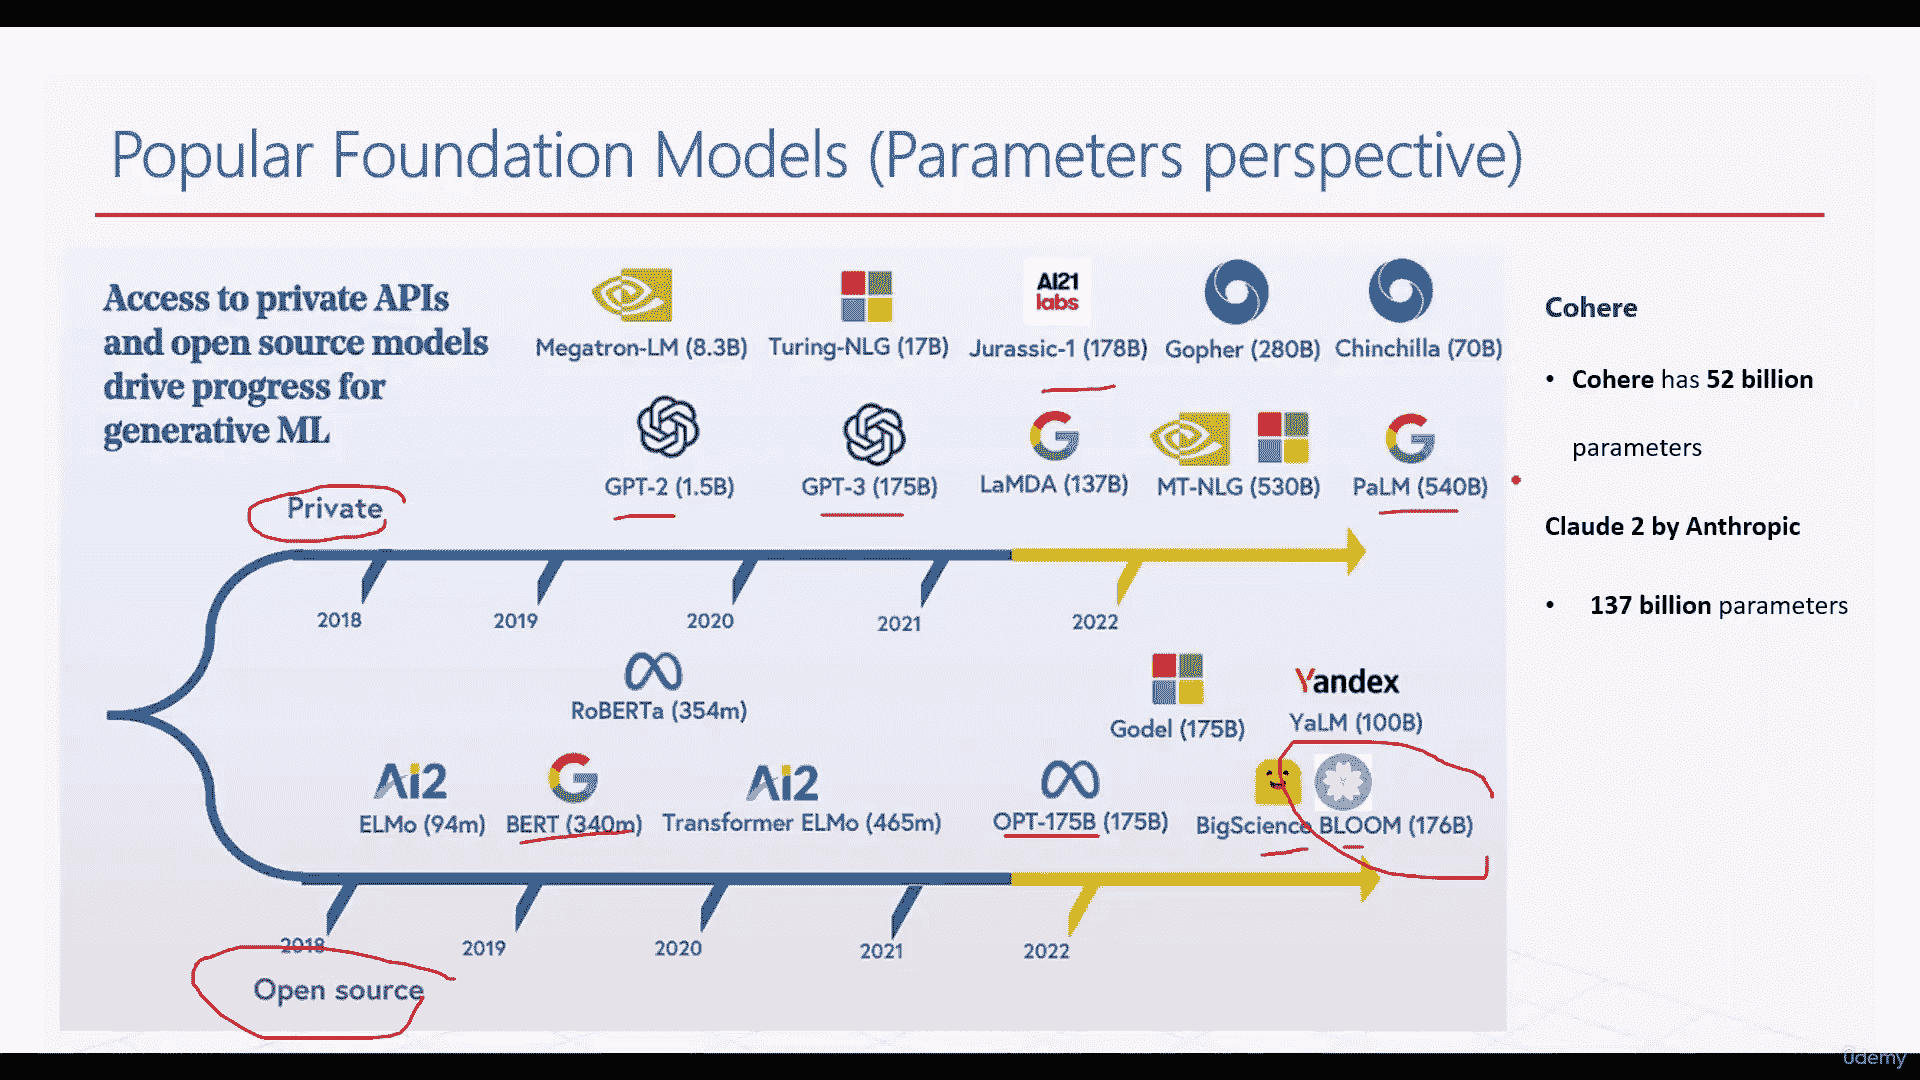 Popular Foundation Models (Parameters perspective)
Access to private APIs
and open source models
drive progress for
generative ML
AI21
labs
Megatron-LM (8.3B)
Turing-NLG (17B)
Jurassic-1 (178B)
Gopher (280B)
Chinchilla (70B)
GPT-2 (1.5B)
GPT-3 (175B)
LaMDA (137B)
MT-NLG (530B)
PaLM (540B)
Private
2018
2019
2020
2021
2022
RoBERTa (354m)
Godel (175B)
Yandex
YaLM (100B)
Ai2
ELMo (94m)
BERT (340m)
Ai2
Transformer ELMo (465m)
OPT-175B (175B)
BigScience BLOOM (176B)
2018
2019
2020
2021
2022
Open source
Cohere
• Cohere has 52 billion
parameters
Claude 2 by Anthropic
• 137 billion parameters
ûdemy